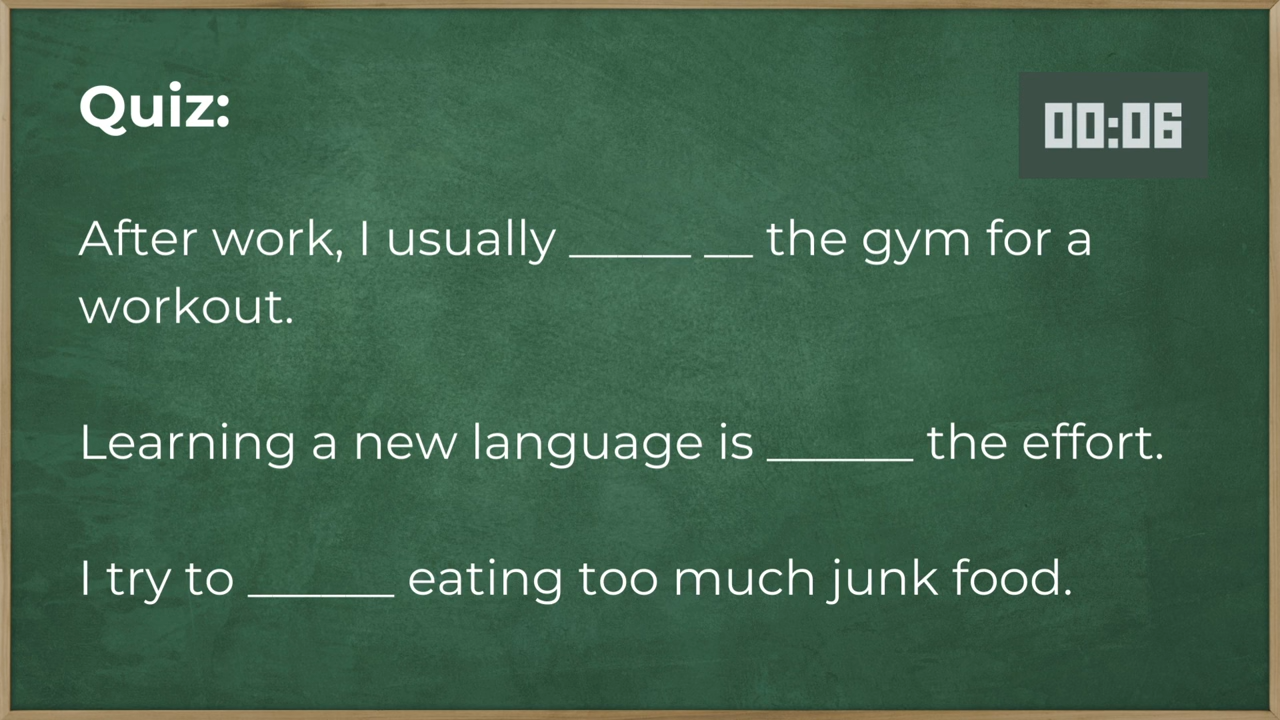 Quiz:
00:06
After work, I usually _____ __ the gym for a
workout.
Learning a new language is ______ the effort.
I try to ______ eating too much junk food.